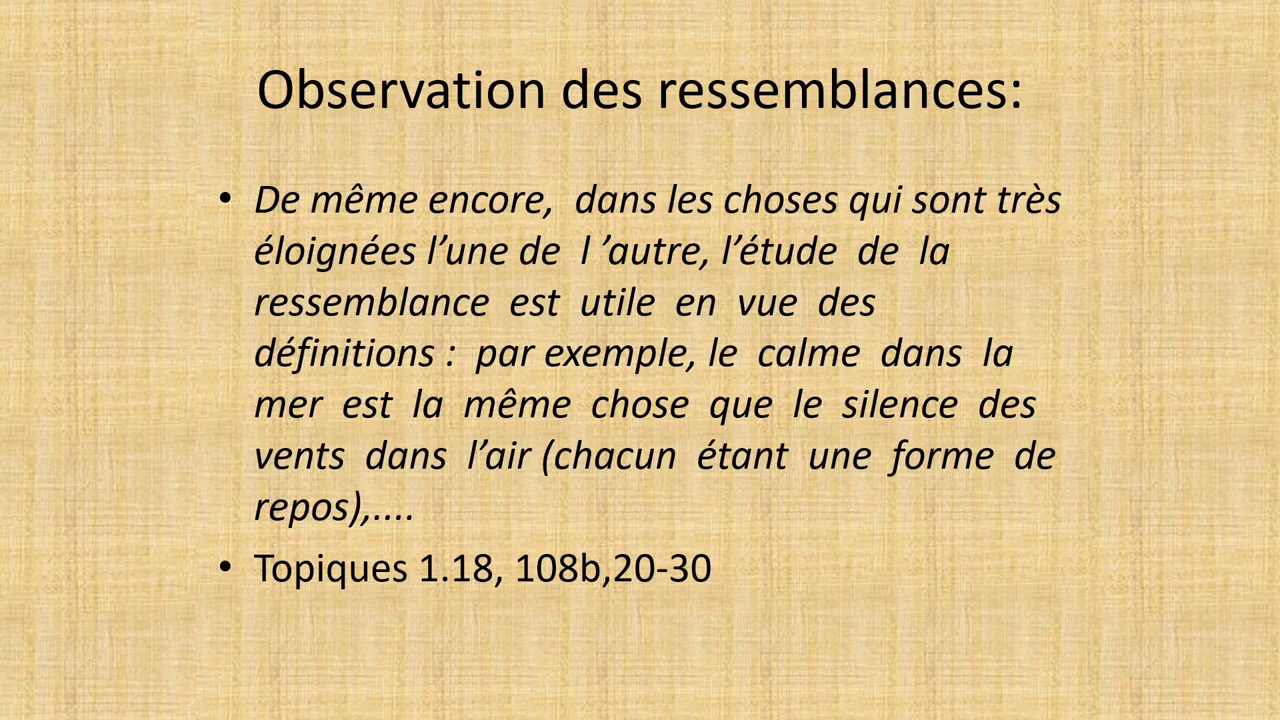 Observation des ressemblances:
• De même encore, dans les choses qui sont très
éloignées l’une de l ’autre, l’étude de la
ressemblance est utile en vue des
définitions : par exemple, le calme dans la
mer est la même chose que le silence des
vents dans l’air (chacun étant une forme de
repos),....
• Topiques 1.18, 108b,20-30